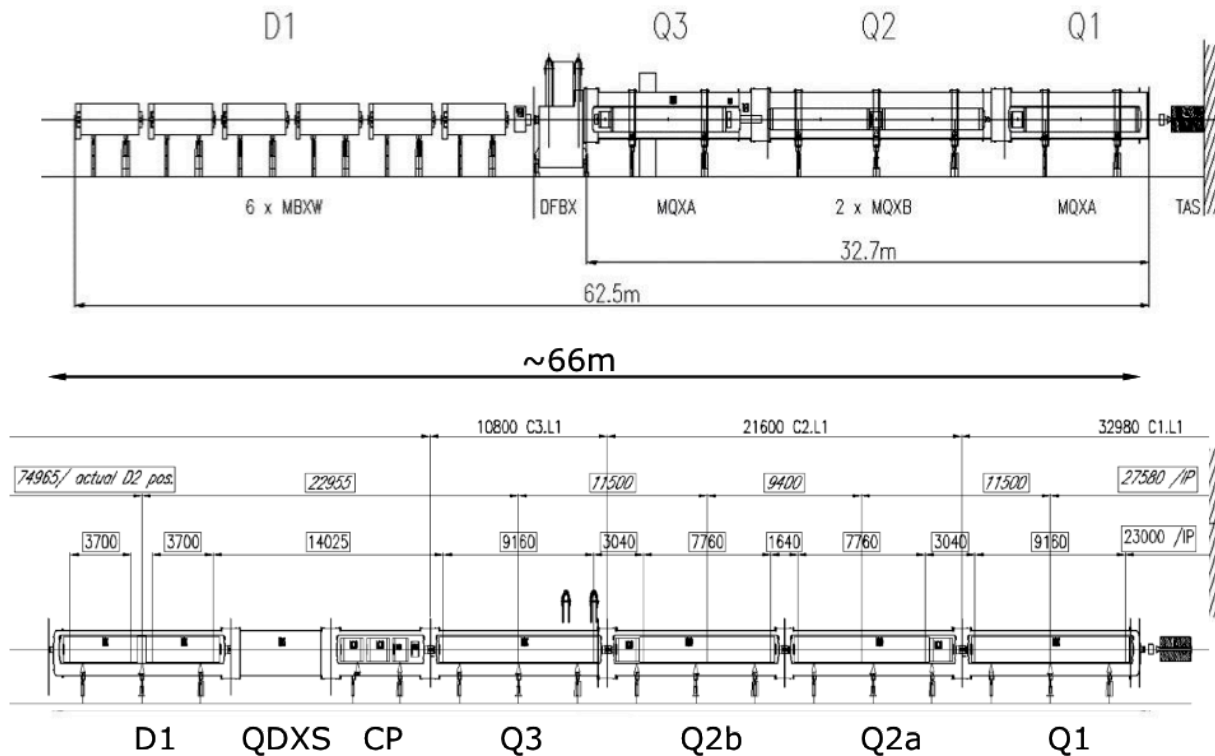 D1 Q3 Q2 Q1
6 x MBXW DFBX MQXA 2 x MQXB MQXA TAS
32.7m
62.5m
~66m
10800 C3.L1 21600 C2.L1 32980 C1.L1
74965/ actual D2 pos. 22955 11500 9400 11500 27580 /IP
3700 3700 14025 9160 3040 7760 1640 7760 3040 9160 23000 /IP
D1 QDXS CP Q3 Q2b Q2a Q1